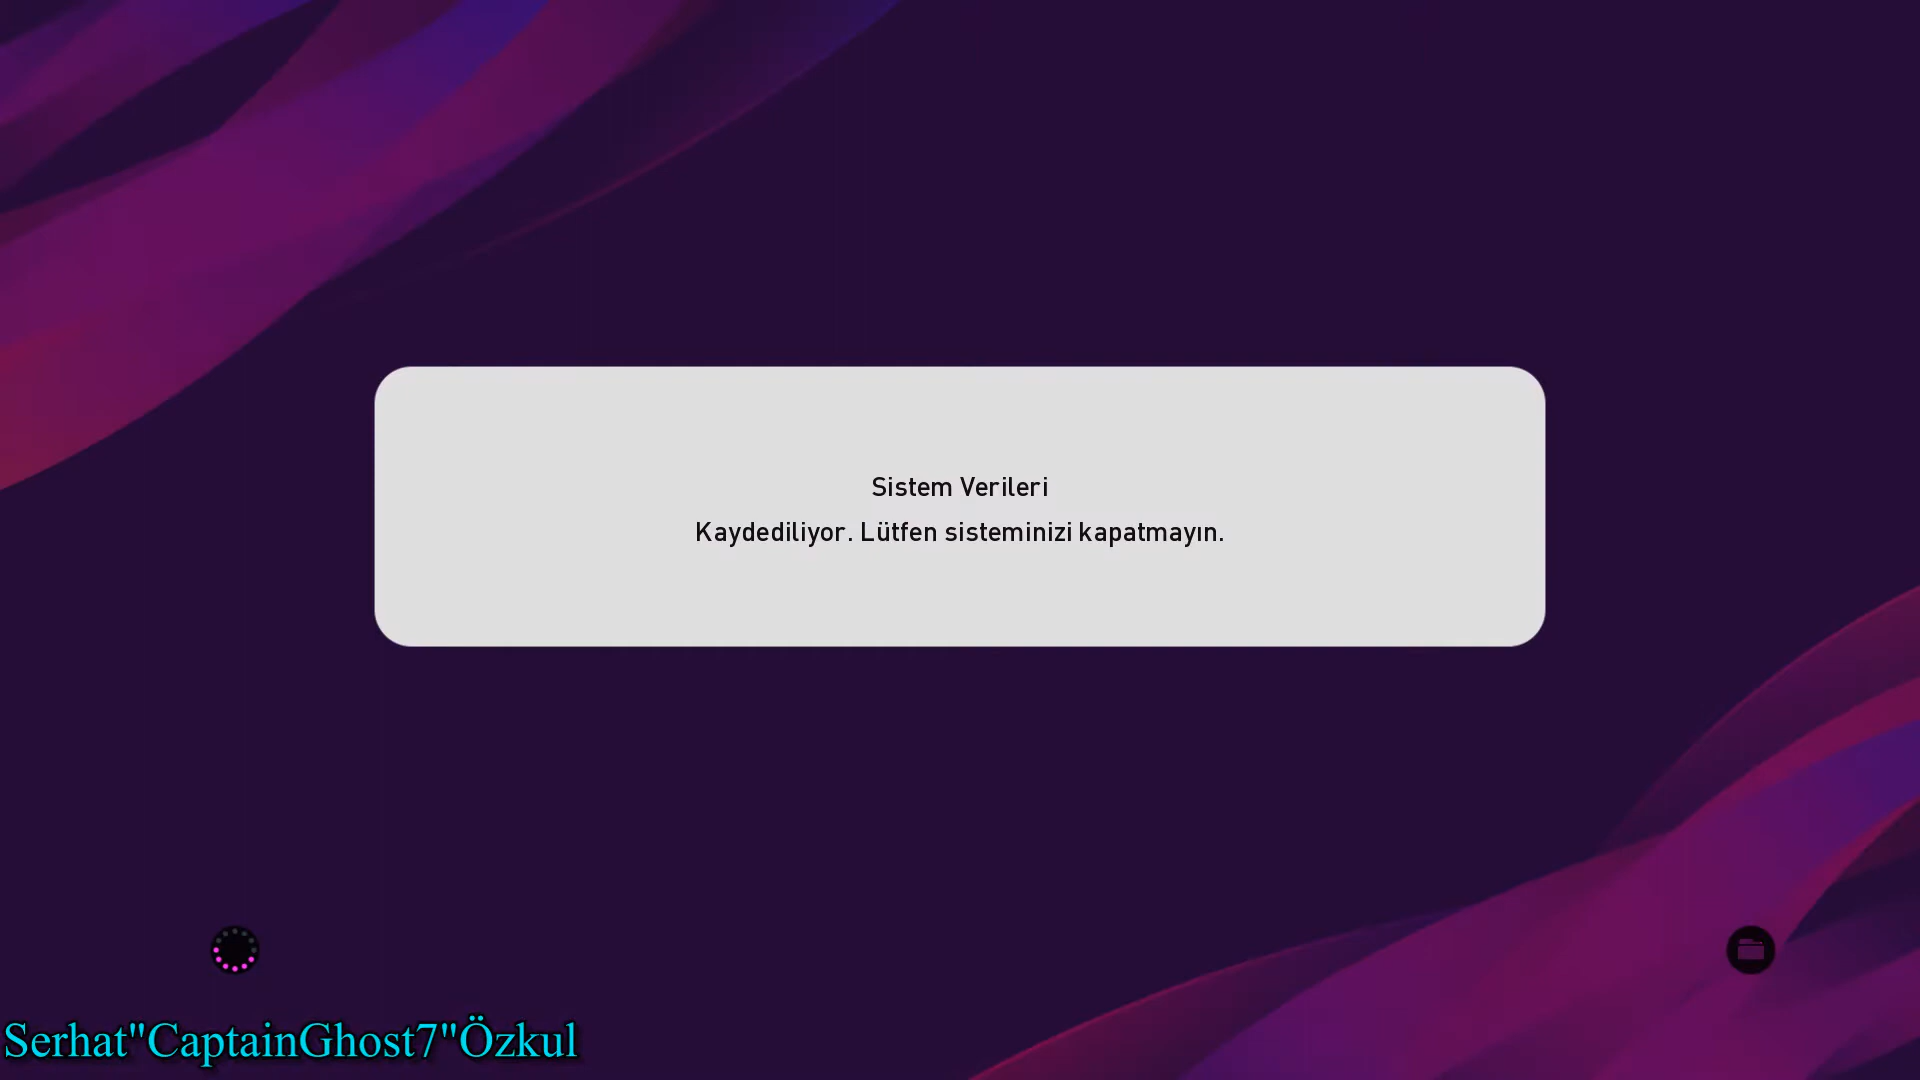 Sistem Verileri
Kaydediliyor. Lütfen sisteminizi kapatmayın.
Serhat"CaptainGhost7"Özkul